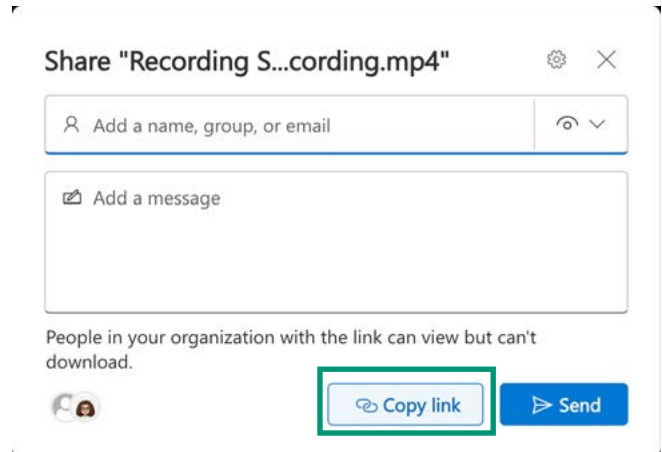 Share "Recording S...cording.mp4"
Add a name, group, or email
Add a message
People in your organization with the link can view but can't
download.
Copy link
Send